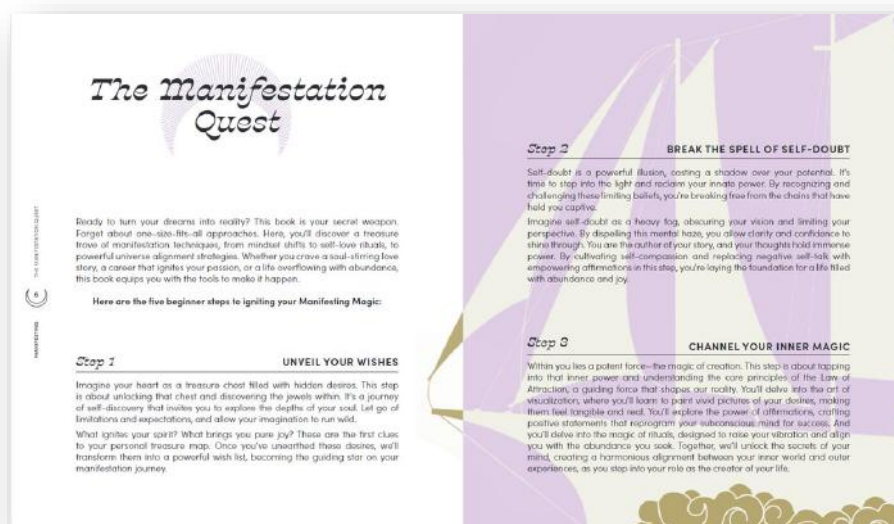 The Manifestation
Quest
Ready to turn your dreams into reality? This book is your secret weapon.
Forget about one-size-fits-all approaches. Here, you'll discover a treasure
trove of manifestation techniques, from mindset shifts to self-love rituals, to
powerful universe alignment strategies. Whether you crave a soul-stirring love
story, a career that ignites your passion, or a life overflowing with abundance,
this book equips you with the tools to make it happen.
Here are the five beginner steps to igniting your Manifesting Magic:
Step 1
UNVEIL YOUR WISHES
Imagine your heart as a treasure chest filled with hidden desires. This step
is about unlocking that chest and discovering the jewels within. It's a journey
of self-discovery that invites you to explore the depths of your soul. Let go of
limitations and expectations, and allow your imagination to run wild.
What ignites your spirit? What brings you pure joy? These are the first clues
to your personal treasure map. Once you've unearthed these desires, we'll
transform them into a powerful wish list, becoming the guiding star on your
manifestation journey.
THE MANIFESTATION QUEST
6
MANIFESTING
Step 2
BREAK THE SPELL OF SELF-DOUBT
Self-doubt is a powerful illusion, casting a shadow over your potential. It's
time to step into the light and reclaim your innate power. By recognizing and
challenging these limiting beliefs, you're breaking free from the chains that have
held you captive.
Imagine self-doubt as a heavy fog, obscuring your vision and limiting your
perspective. By dispelling this mental haze, you allow clarity and confidence to
shine through. You are the author of your story, and your thoughts hold immense
power. By cultivating self-compassion and replacing negative self-talk with
empowering affirmations in this step, you're laying the foundation for a life filled
with abundance and joy.
Step 3
CHANNEL YOUR INNER MAGIC
Within you lies a potent force—the magic of creation. This step is about tapping
into that inner power and understanding the core principles of the Law of
Attraction, a guiding force that shapes our reality. You'll delve into the art of
visualization, where you'll learn to paint vivid pictures of your desires, making
them feel tangible and real. You'll explore the power of affirmations, crafting
positive statements that reprogram your subconscious mind for success. And
you'll delve into the magic of rituals, designed to raise your vibration and align
you with the abundance you seek. Together, we'll unlock the secrets of your
mind, creating a harmonious alignment between your inner world and outer
experiences, as you step into your role as the creator of your life.